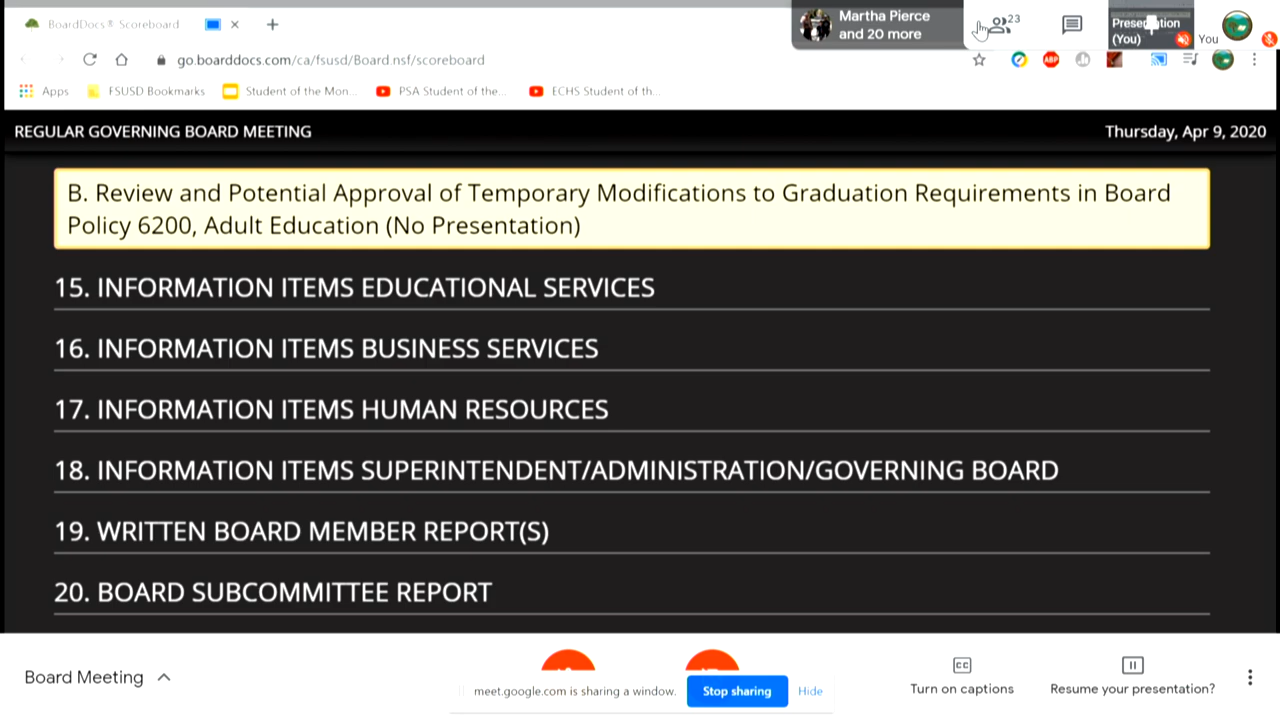 BoardDocs® Scoreboard
Martha Pierce
and 20 more
23
Presentation
(You)
You
go.boarddocs.com/ca/fsusd/Board.nsf/scoreboard
ABP
Apps
FSUSD Bookmarks
Student of the Mon...
PSA Student of the...
ECHS Student of th...
REGULAR GOVERNING BOARD MEETING
Thursday, Apr 9, 2020
B. Review and Potential Approval of Temporary Modifications to Graduation Requirements in Board
Policy 6200, Adult Education (No Presentation)
15. INFORMATION ITEMS EDUCATIONAL SERVICES
16. INFORMATION ITEMS BUSINESS SERVICES
17. INFORMATION ITEMS HUMAN RESOURCES
18. INFORMATION ITEMS SUPERINTENDENT/ADMINISTRATION/GOVERNING BOARD
19. WRITTEN BOARD MEMBER REPORT(S)
20. BOARD SUBCOMMITTEE REPORT
Board Meeting
meet.google.com is sharing a window.
Stop sharing
Hide
CC
Turn on captions
Resume your presentation?